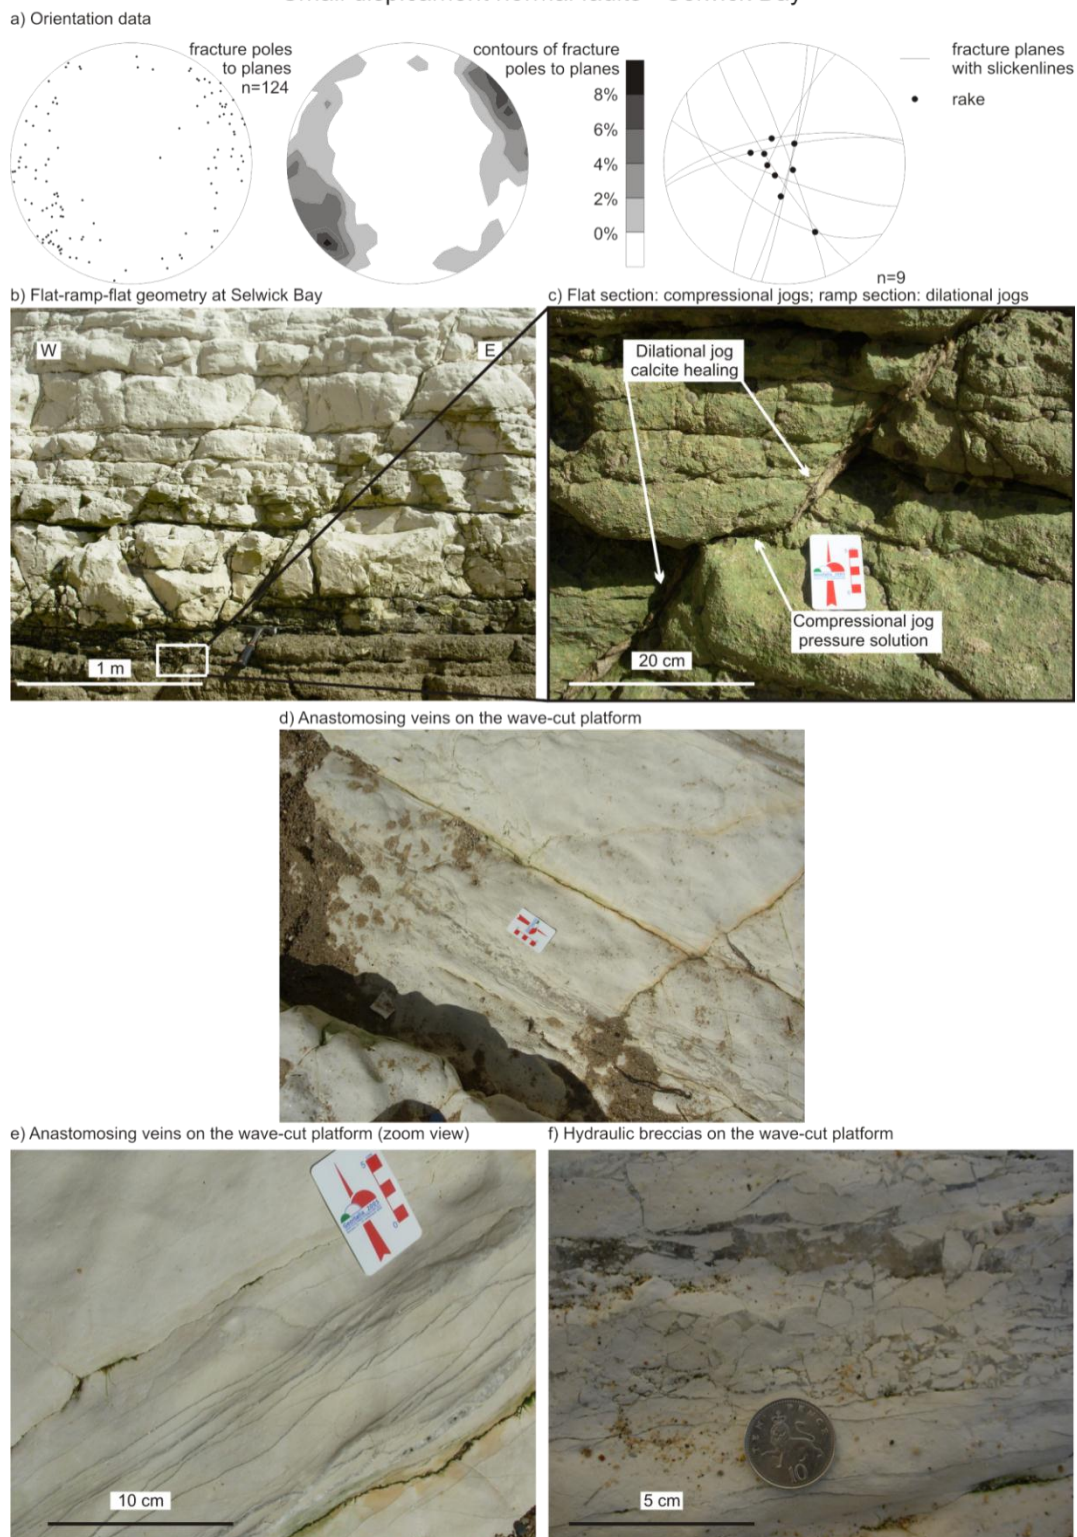 a) Orientation data
fracture poles
to planes
n=124
contours of fracture
poles to planes
8%
6%
4%
2%
0%
fracture planes
with slickenlines
rake
n=9
b) Flat-ramp-flat geometry at Selwick Bay
c) Flat section: compressional jogs; ramp section: dilational jogs
W
E
1 m
Dilational jog
calcite healing
Compressional jog
pressure solution
20 cm
d) Anastomosing veins on the wave-cut platform
e) Anastomosing veins on the wave-cut platform (zoom view)
f) Hydraulic breccias on the wave-cut platform
10 cm
TEN PENCE
10
5 cm